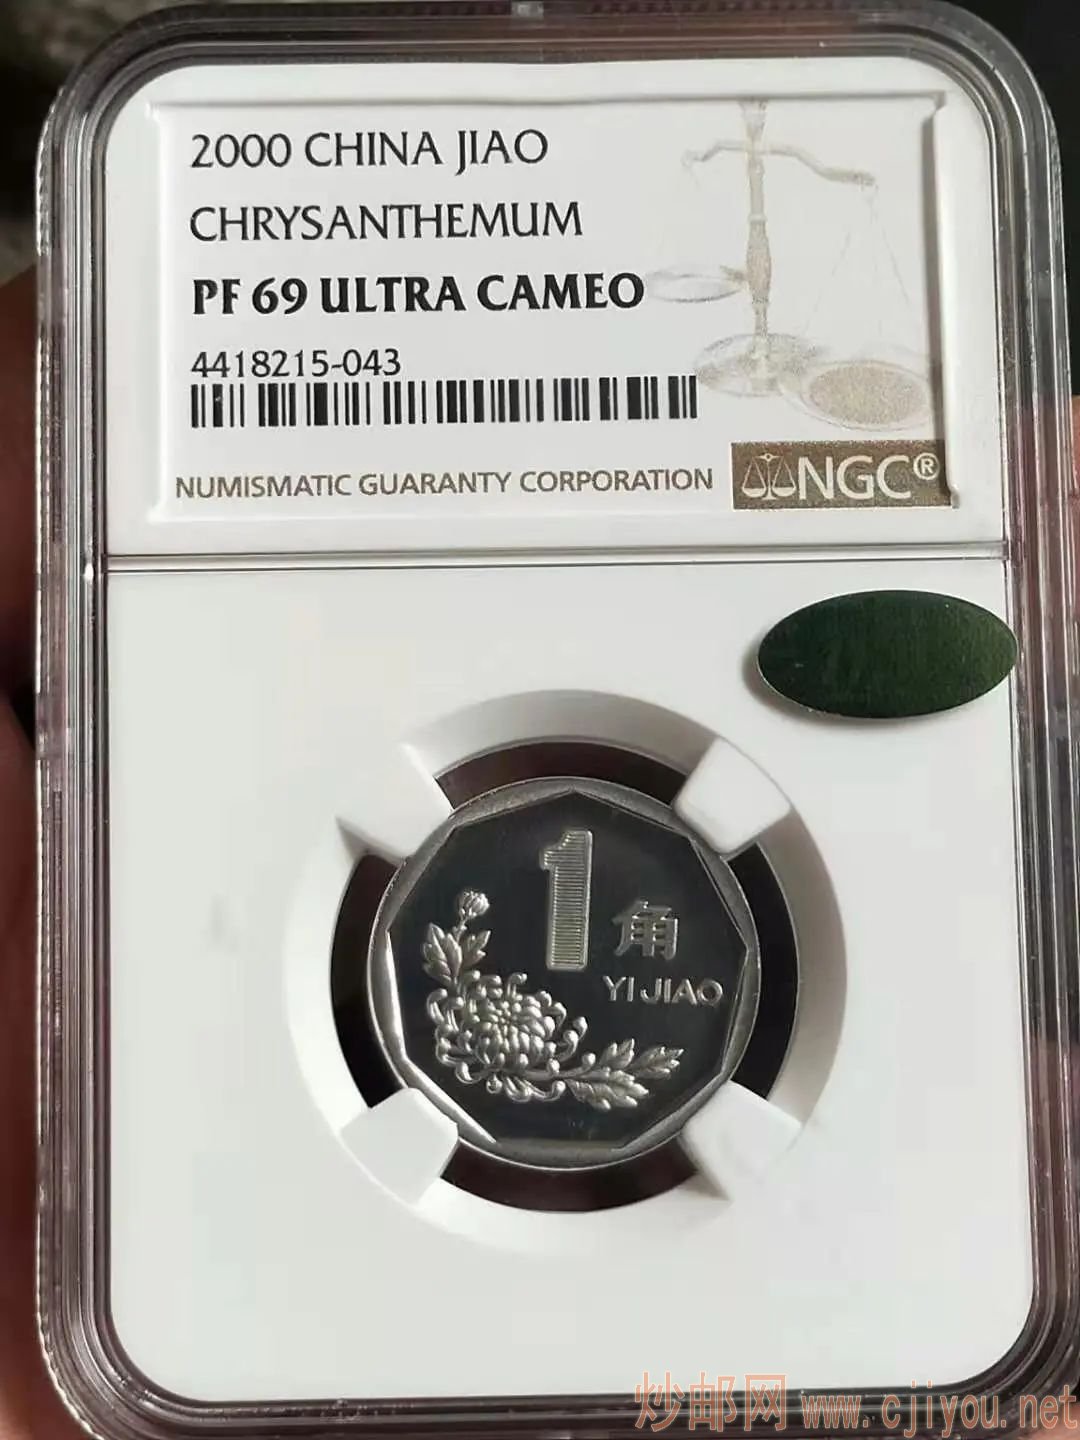 2000 CHINA JIAO
CHRYSANTHEMUM
PF 69 ULTRA CAMEO
4418215-043
NUMISMATIC GUARANTY CORPORATION
NGC®
1
角
YI JIAO
炒邮网 www.cjiyou.net